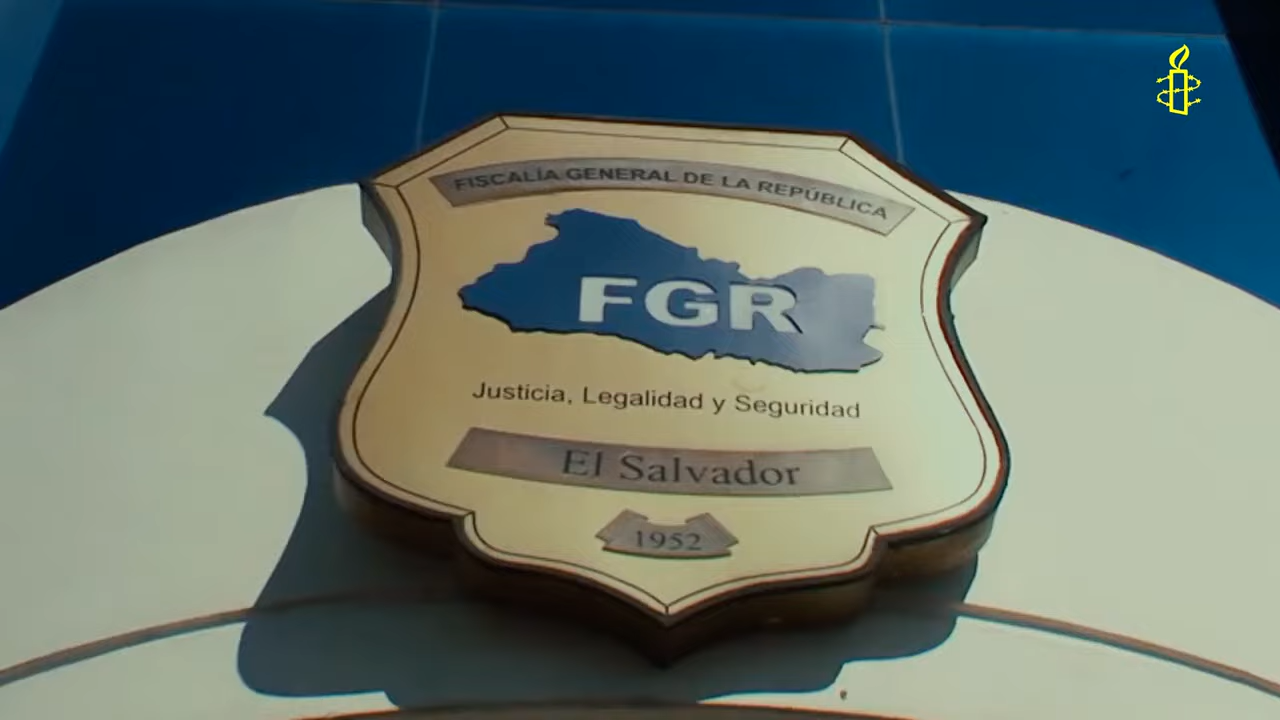 FISCALÍA GENERAL DE LA REPÚBLICA
FGR
Justicia, Legalidad y Seguridad
El Salvador
1952